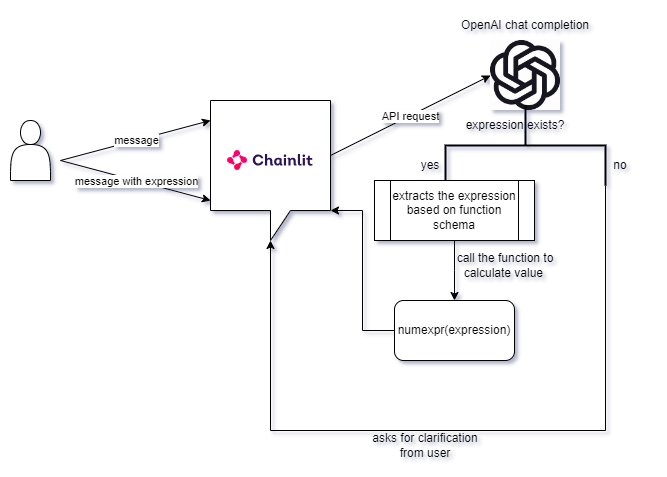 OpenAI chat completion
API request
message
expression exists?
Chainlit
yes
no
message with expression
extracts the expression
based on function
schema
call the function to
calculate value
numexpr(expression)
asks for clarification
from user